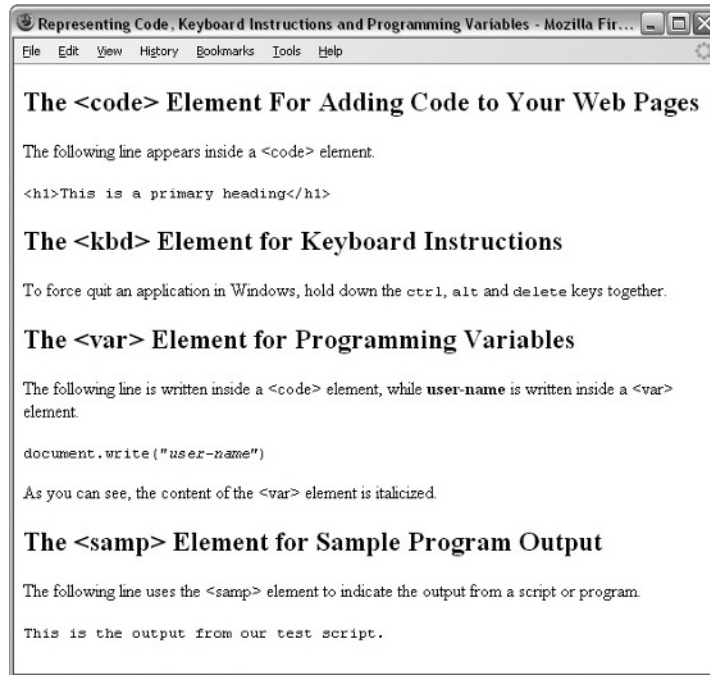 Representing Code, Keyboard Instructions and Programming Variables - Mozilla Fir...
File Edit View History Bookmarks Tools Help
The <code> Element For Adding Code to Your Web Pages
The following line appears inside a <code> element.
<h1>This is a primary heading</h1>
The <kbd> Element for Keyboard Instructions
To force quit an application in Windows, hold down the ctrl, alt and delete keys together.
The <var> Element for Programming Variables
The following line is written inside a <code> element, while user-name is written inside a <var>
element.
document.write("user-name")
As you can see, the content of the <var> element is italicized.
The <samp> Element for Sample Program Output
The following line uses the <samp> element to indicate the output from a script or program.
This is the output from our test script.